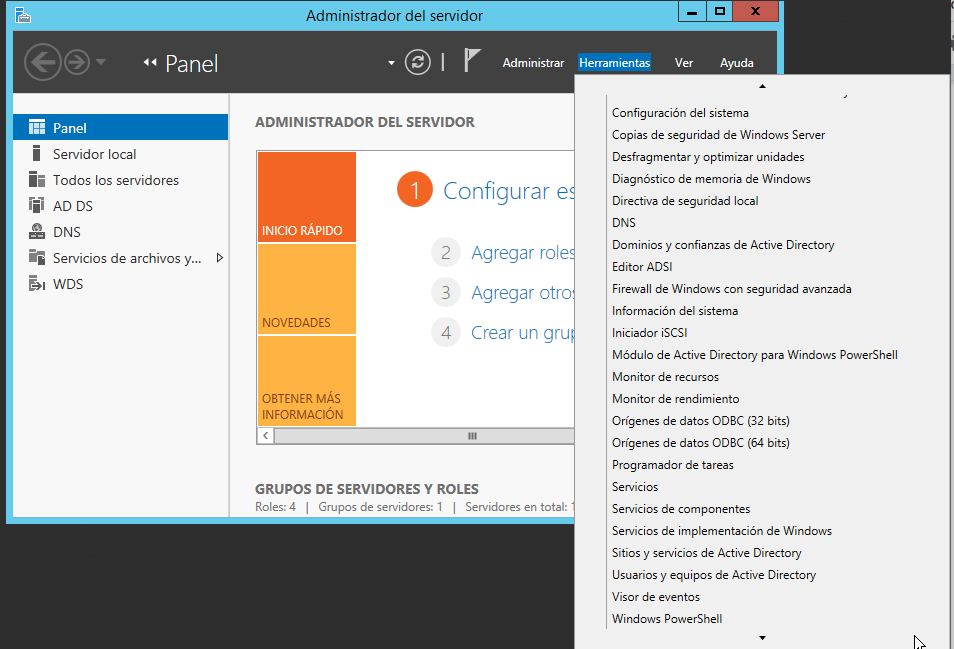 Administrador del servidor
Panel
Administrar
Herramientas
Ver
Ayuda
Panel
Servidor local
Todos los servidores
AD DS
DNS
Servicios de archivos y...
WDS
ADMINISTRADOR DEL SERVIDOR
INICIO RÁPIDO
NOVEDADES
OBTENER MÁS
INFORMACIÓN
1 Configurar es
2 Agregar roles
3 Agregar otros
4 Crear un grup
GRUPOS DE SERVIDORES Y ROLES
Roles: 4 | Grupos de servidores: 1 | Servidores en total: 1
Configuración del sistema
Copias de seguridad de Windows Server
Desfragmentar y optimizar unidades
Diagnóstico de memoria de Windows
Directiva de seguridad local
DNS
Dominios y confianzas de Active Directory
Editor ADSI
Firewall de Windows con seguridad avanzada
Información del sistema
Iniciador iSCSI
Módulo de Active Directory para Windows PowerShell
Monitor de recursos
Monitor de rendimiento
Orígenes de datos ODBC (32 bits)
Orígenes de datos ODBC (64 bits)
Programador de tareas
Servicios
Servicios de componentes
Servicios de implementación de Windows
Sitios y servicios de Active Directory
Usuarios y equipos de Active Directory
Visor de eventos
Windows PowerShell